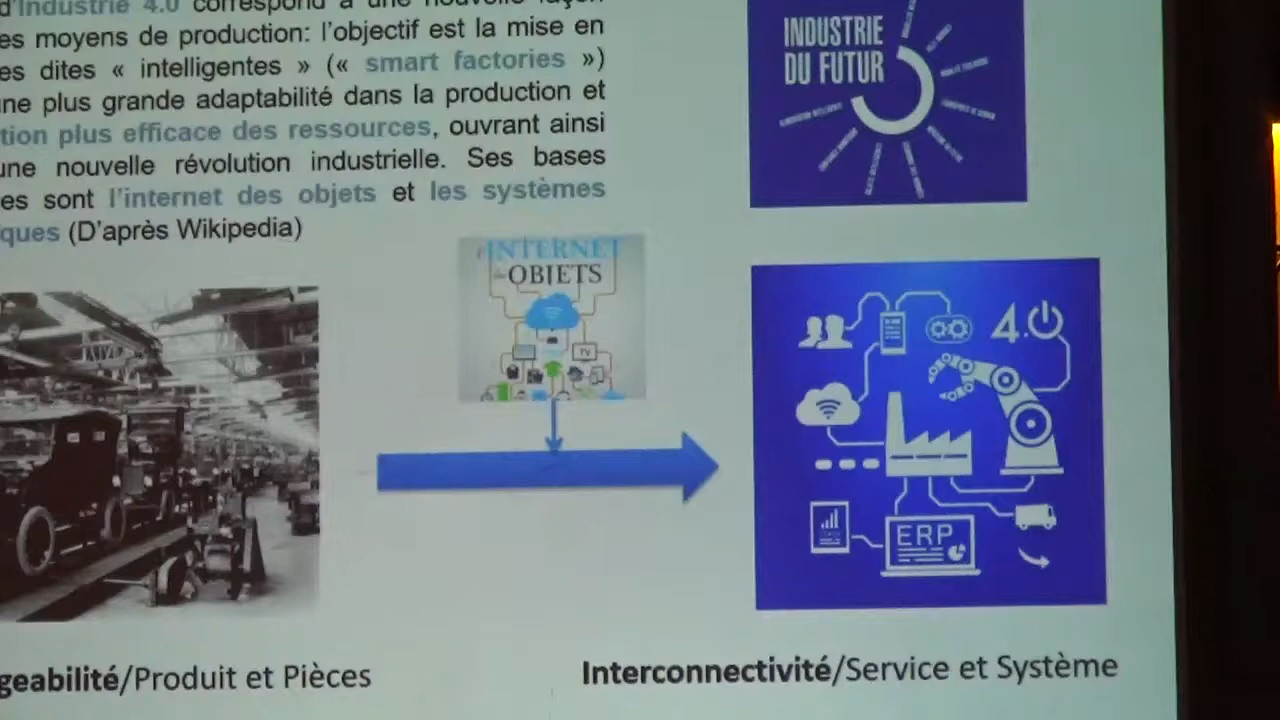 d'Industrie 4.0 correspond à une nouvelle façon
es moyens de production: l'objectif est la mise en
es dites « intelligentes » (« smart factories »)
une plus grande adaptabilité dans la production et
tion plus efficace des ressources, ouvrant ainsi
une nouvelle révolution industrielle. Ses bases
es sont l'internet des objets et les systèmes
ques (D'après Wikipedia)
INDUSTRIE
DU FUTUR
l'INTERNET
des OBJETS
TV
4.0
ERP
geabilité/Produit et Pièces
Interconnectivité/Service et Système